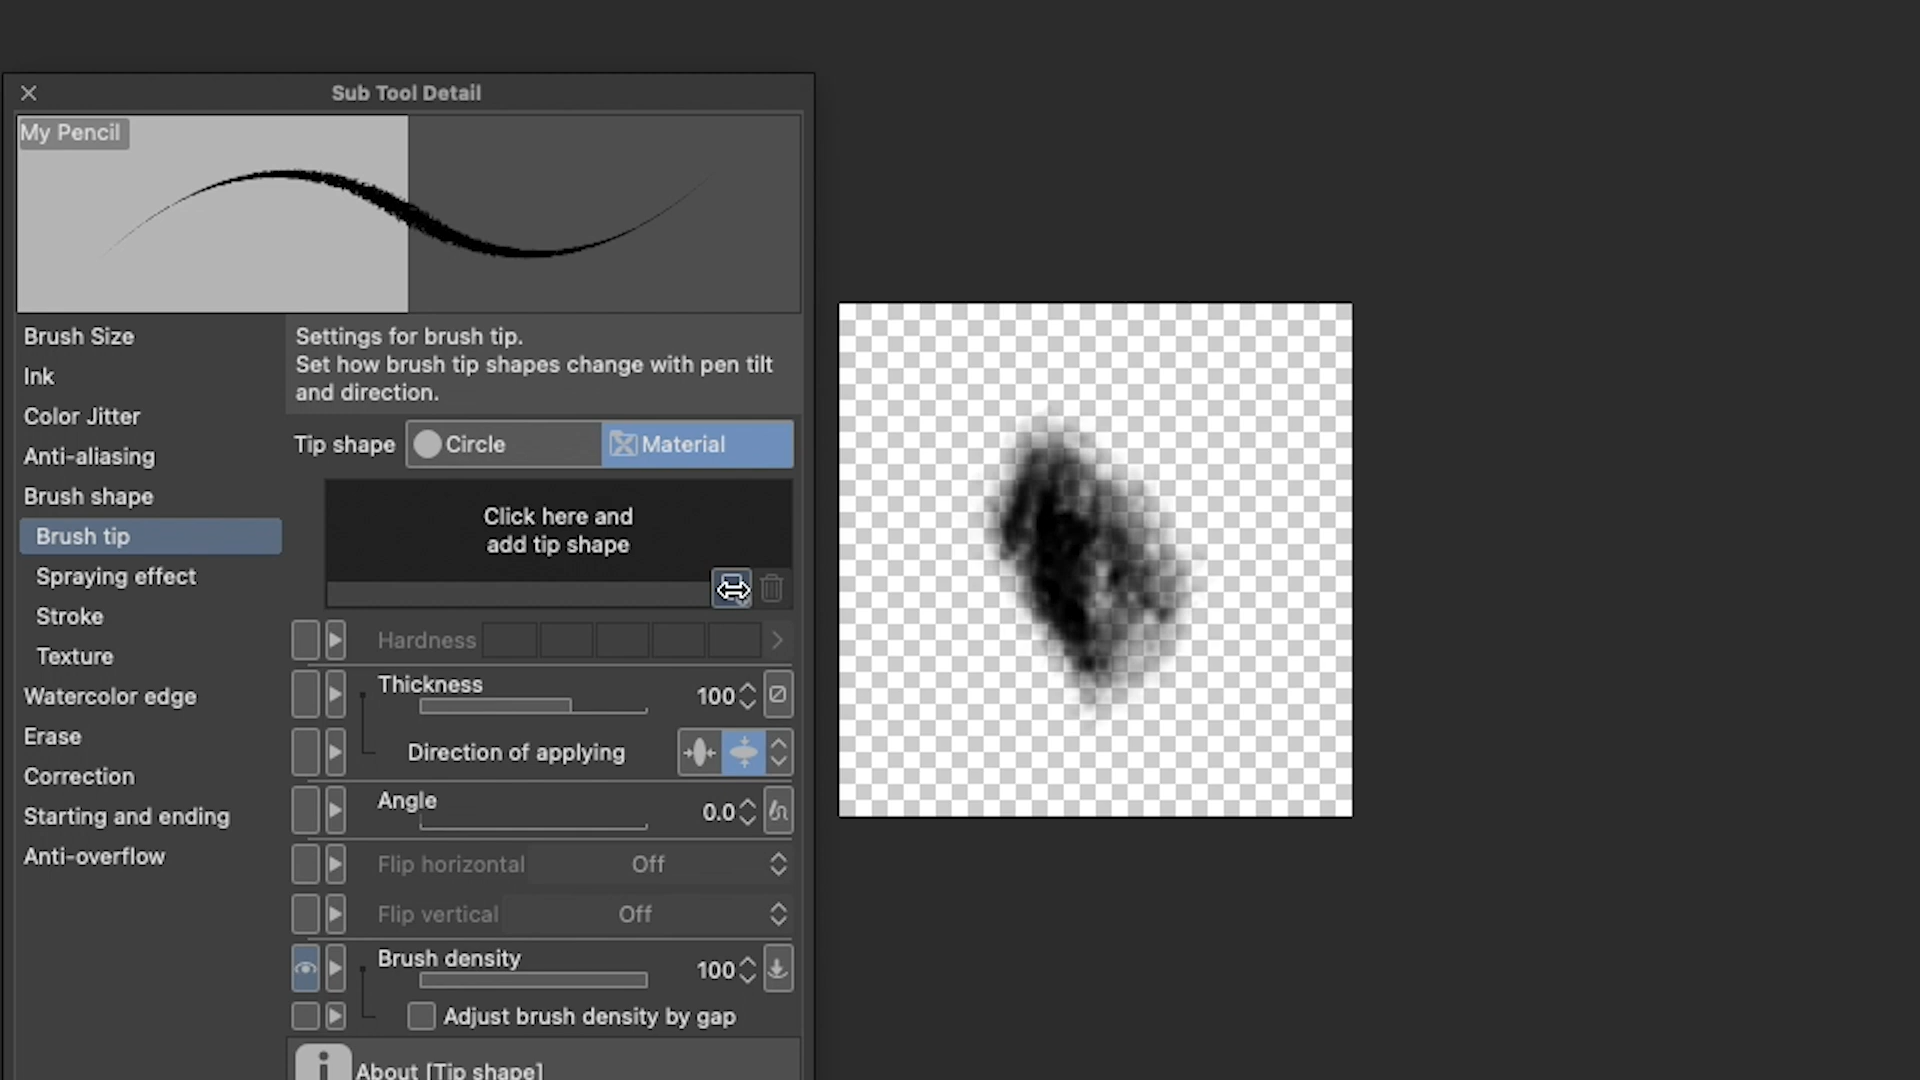 Sub Tool Detail
My Pencil
Brush Size
Ink
Color Jitter
Anti-aliasing
Brush shape
Brush tip
Spraying effect
Stroke
Texture
Watercolor edge
Erase
Correction
Starting and ending
Anti-overflow
Settings for brush tip.
Set how brush tip shapes change with pen tilt
and direction.
Tip shape Circle Material
Click here and
add tip shape
Hardness
Thickness 100
Direction of applying
Angle 0.0
Flip horizontal Off
Flip vertical Off
Brush density 100
Adjust brush density by gap
About [Tip shape]